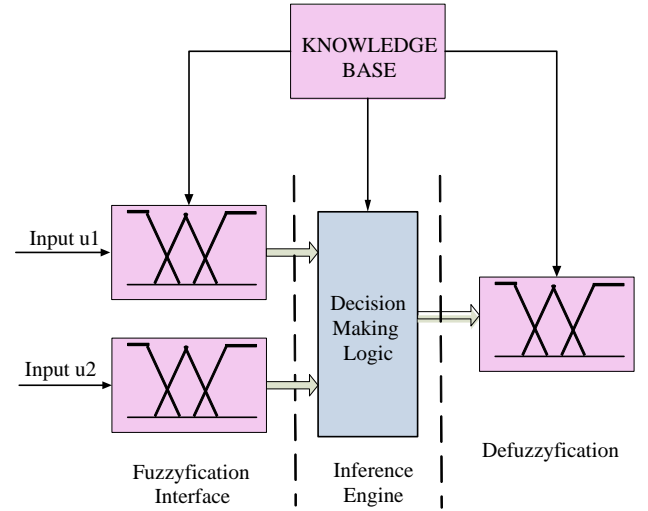 KNOWLEDGE
BASE
Input u1
Input u2
Decision
Making
Logic
Fuzzyfication
Interface
Inference
Engine
Defuzzyfication